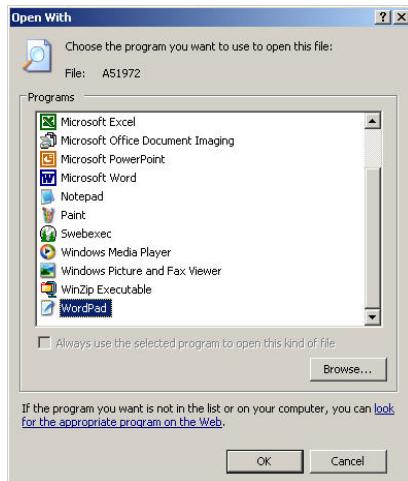 Open With
Choose the program you want to use to open this file:
File: A51972
Programs
Microsoft Excel
Microsoft Office Document Imaging
Microsoft PowerPoint
Microsoft Word
Notepad
Paint
Swebexec
Windows Media Player
Windows Picture and Fax Viewer
WinZip Executable
WordPad
Always use the selected program to open this kind of file
Browse...
If the program you want is not in the list or on your computer, you can look
for the appropriate program on the Web.
OK Cancel